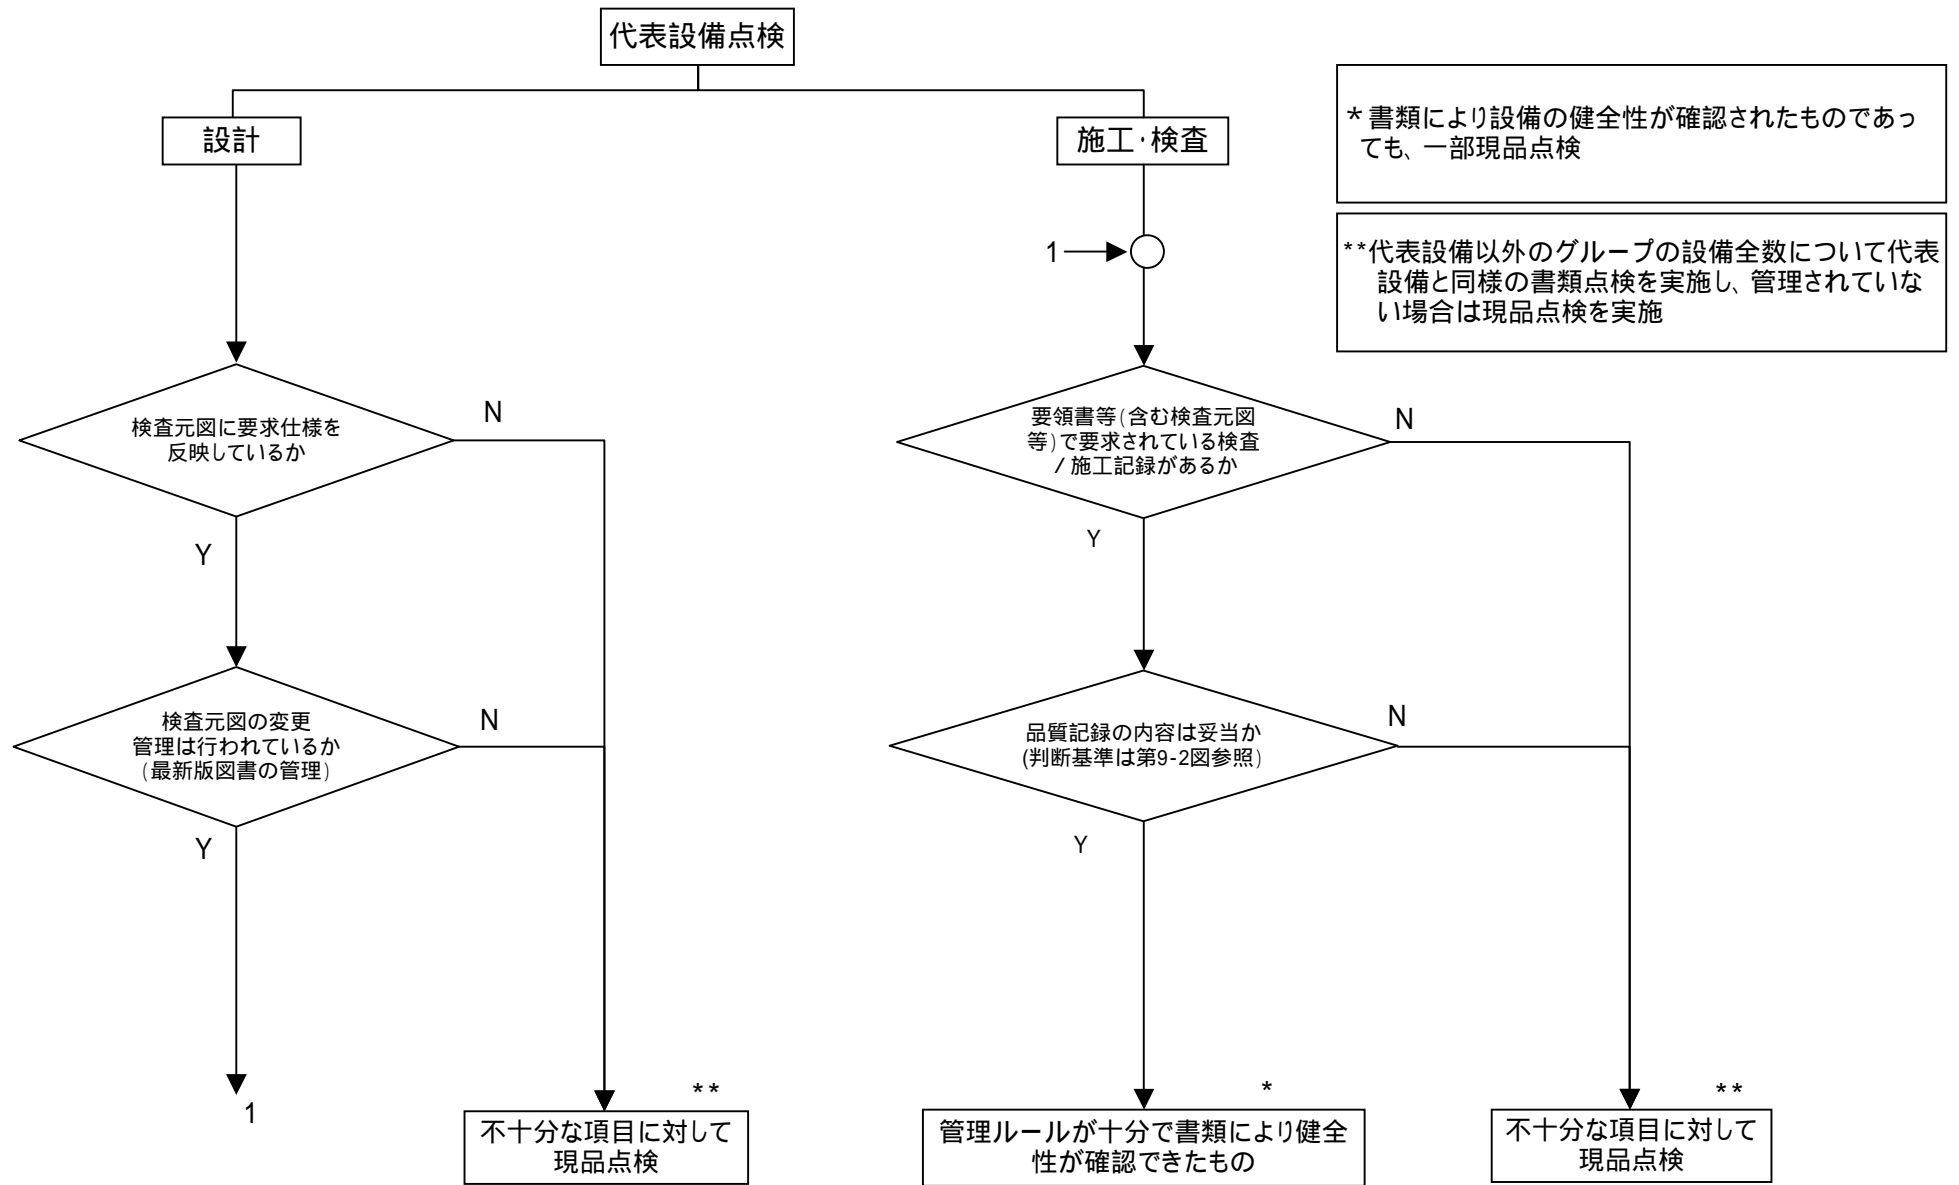 代表設備点検
設計
施工・検査
*書類により設備の健全性が確認されたものであっ
ても、一部現品点検
**代表設備以外のグループの設備全数について代表
設備と同様の書類点検を実施し、管理されていな
い場合は現品点検を実施
1
検査元図に要求仕様を
反映しているか
N
Y
要領書等(含む検査元図
等)で要求されている検査
/施工記録があるか
N
Y
検査元図の変更
管理は行われているか
(最新版図書の管理)
N
Y
品質記録の内容は妥当か
(判断基準は第9-2図参照)
N
Y
1
**
不十分な項目に対して
現品点検
*
管理ルールが十分で書類により健全
性が確認できたもの
**
不十分な項目に対して
現品点検